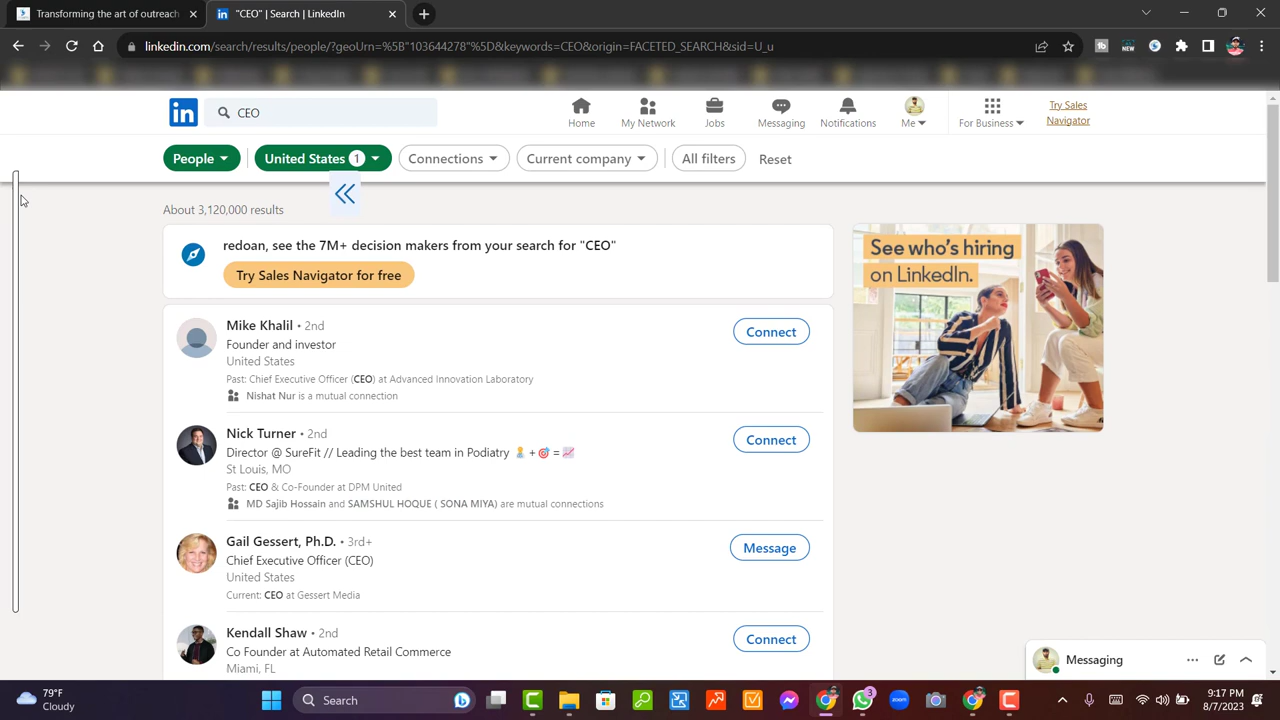 Transforming the art of outreach
"CEO" | Search | LinkedIn
linkedin.com/search/results/people/?geoUrn=%5B"103644278"%5D&keywords=CEO&origin=FACETED_SEARCH&sid=U_u
NEW
in
CEO
Home
My Network
Jobs
Messaging
Notifications
Me
For Business
Try Sales
Navigator
People
United States 1
Connections
Current company
All filters
Reset
About 3,120,000 results
redoan, see the 7M+ decision makers from your search for "CEO"
Try Sales Navigator for free
See who's hiring
on LinkedIn.
Mike Khalil • 2nd
Connect
Founder and investor
United States
Past: Chief Executive Officer (CEO) at Advanced Innovation Laboratory
Nishat Nur is a mutual connection
Nick Turner • 2nd
Connect
Director @ SureFit // Leading the best team in Podiatry + 🎯 = 📈
St Louis, MO
Past: CEO & Co-Founder at DPM United
MD Sajib Hossain and SAMSHUL HOQUE ( SONA MIYA) are mutual connections
Gail Gessert, Ph.D. • 3rd+
Message
Chief Executive Officer (CEO)
United States
Current: CEO at Gessert Media
Kendall Shaw • 2nd
Connect
Co Founder at Automated Retail Commerce
Miami, FL
Messaging
79°F
Cloudy
Search
3
zoom
9:17 PM
8/7/2023